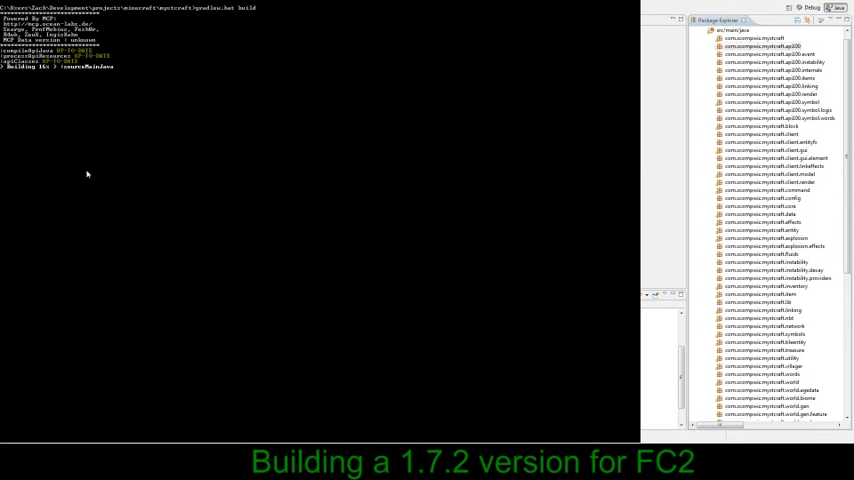 C:\Users\Zach\Development\projects\minecraft\mystcraft>gradlew.bat build
****************************
Powered By MCP:
http://mcp.ocean-labs.de/
Searge, ProfMobius, Fesh0r,
R4wk, ZeuX, IngisKahn
MCP Data version : unknown
****************************
:compileApiJava UP-TO-DATE
:processApiResources UP-TO-DATE
:apiClasses UP-TO-DATE
> Building 16% > :sourceMainJava
Debug
Java
Package Explorer
src/main/java
com.xcompwiz.mystcraft
com.xcompwiz.mystcraft.api100
com.xcompwiz.mystcraft.api100.event
com.xcompwiz.mystcraft.api100.instability
com.xcompwiz.mystcraft.api100.internals
com.xcompwiz.mystcraft.api100.items
com.xcompwiz.mystcraft.api100.linking
com.xcompwiz.mystcraft.api100.render
com.xcompwiz.mystcraft.api100.symbol
com.xcompwiz.mystcraft.api100.symbol.logic
com.xcompwiz.mystcraft.api100.symbol.words
com.xcompwiz.mystcraft.block
com.xcompwiz.mystcraft.client
com.xcompwiz.mystcraft.client.entityfx
com.xcompwiz.mystcraft.client.gui
com.xcompwiz.mystcraft.client.gui.element
com.xcompwiz.mystcraft.client.linkeffects
com.xcompwiz.mystcraft.client.model
com.xcompwiz.mystcraft.client.render
com.xcompwiz.mystcraft.command
com.xcompwiz.mystcraft.config
com.xcompwiz.mystcraft.core
com.xcompwiz.mystcraft.data
com.xcompwiz.mystcraft.effects
com.xcompwiz.mystcraft.entity
com.xcompwiz.mystcraft.explosion
com.xcompwiz.mystcraft.explosion.effects
com.xcompwiz.mystcraft.fluids
com.xcompwiz.mystcraft.instability
com.xcompwiz.mystcraft.instability.decay
com.xcompwiz.mystcraft.instability.providers
com.xcompwiz.mystcraft.inventory
com.xcompwiz.mystcraft.item
com.xcompwiz.mystcraft.lib
com.xcompwiz.mystcraft.linking
com.xcompwiz.mystcraft.nbt
com.xcompwiz.mystcraft.network
com.xcompwiz.mystcraft.symbols
com.xcompwiz.mystcraft.tileentity
com.xcompwiz.mystcraft.treasure
com.xcompwiz.mystcraft.utility
com.xcompwiz.mystcraft.villager
com.xcompwiz.mystcraft.words
com.xcompwiz.mystcraft.world
com.xcompwiz.mystcraft.world.agedata
com.xcompwiz.mystcraft.world.biome
com.xcompwiz.mystcraft.world.gen
com.xcompwiz.mystcraft.world.gen.feature
Building a 1.7.2 version for FC2